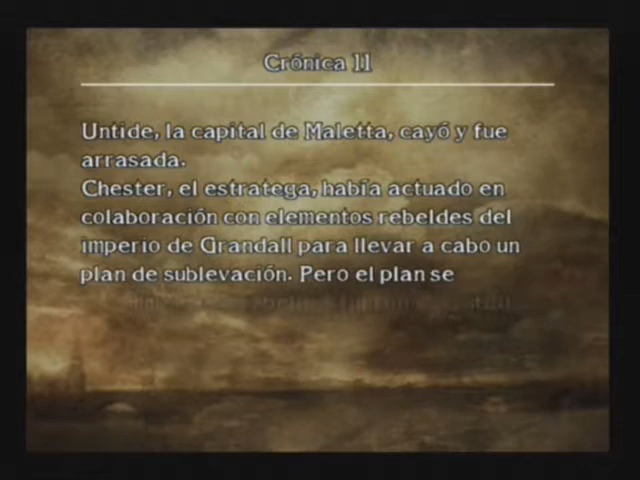 Crónica 11
Untide, la capital de Maletta, cayó y fue
arrasada.
Chester, el estratega, había actuado en
colaboración con elementos rebeldes del
imperio de Grandall para llevar a cabo un
plan de sublevación. Pero el plan se